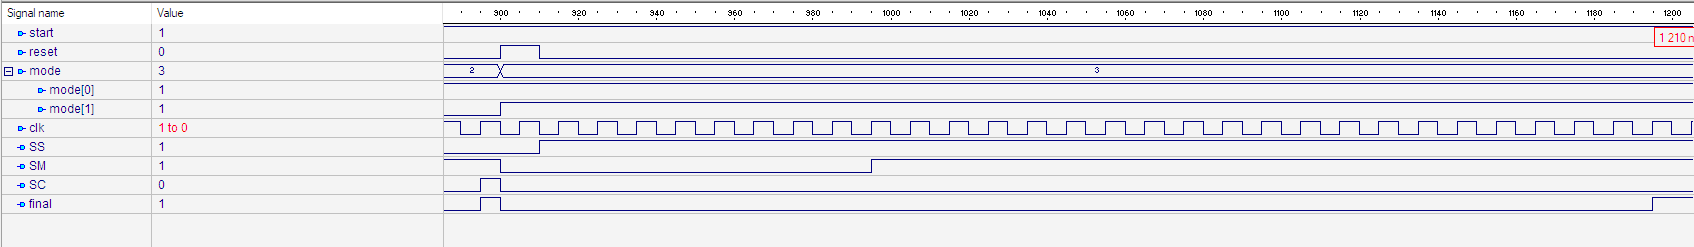 Signal name Value 900 920 940 960 980 1000 1020 1040 1060 1080 1100 1120 1140 1160 1180 1200
start 1
1 210 n
reset 0
mode 3 2 3
mode[0] 1
mode[1] 1
clk 1 to 0
SS 1
SM 1
SC 0
final 1